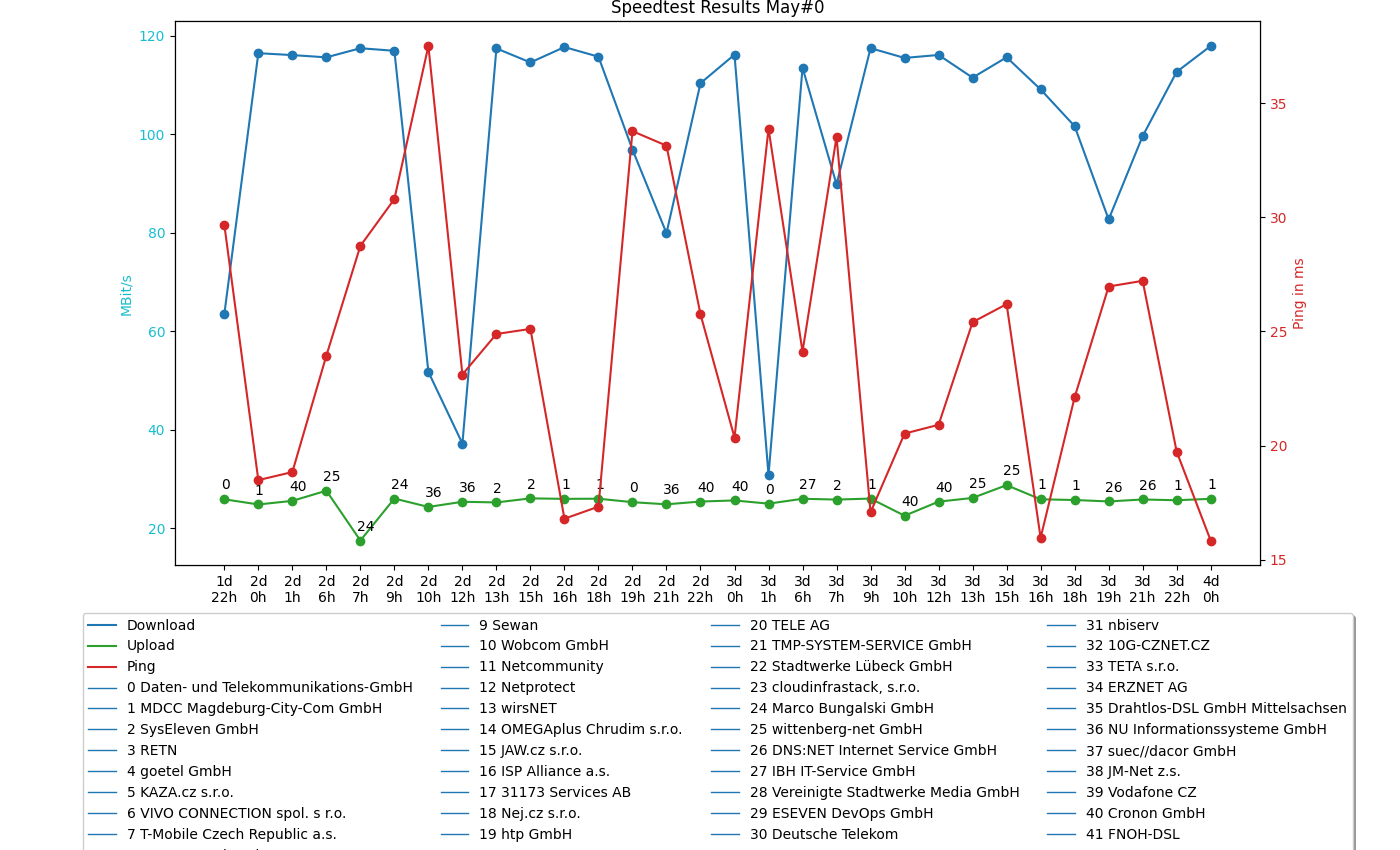 Speedtest Results May#0
120
100
80
60
40
20
MBit/s
35
30
25
20
15
Ping in ms
0 1 40 25 24 24 36 36 2 2 1 1 0 36 40 40 0 27 2 1 40 40 25 25 1 1 26 26 1 1
1d 2d 2d 2d 2d 2d 2d 2d 2d 2d 2d 2d 2d 2d 2d 3d 3d 3d 3d 3d 3d 3d 3d 3d 3d 3d 3d 3d 3d 4d
22h 0h 1h 6h 7h 9h 10h 12h 13h 15h 16h 18h 19h 21h 22h 0h 1h 6h 7h 9h 10h 12h 13h 15h 16h 18h 19h 21h 22h 0h
Download
Upload
Ping
0 Daten- und Telekommunikations-GmbH
1 MDCC Magdeburg-City-Com GmbH
2 SysEleven GmbH
3 RETN
4 goetel GmbH
5 KAZA.cz s.r.o.
6 VIVO CONNECTION spol. s r.o.
7 T-Mobile Czech Republic a.s.
9 Sewan
10 Wobcom GmbH
11 Netcommunity
12 Netprotect
13 wirsNET
14 OMEGAplus Chrudim s.r.o.
15 JAW.cz s.r.o.
16 ISP Alliance a.s.
17 31173 Services AB
18 Nej.cz s.r.o.
19 htp GmbH
20 TELE AG
21 TMP-SYSTEM-SERVICE GmbH
22 Stadtwerke Lübeck GmbH
23 cloudinfrastack, s.r.o.
24 Marco Bungalski GmbH
25 wittenberg-net GmbH
26 DNS:NET Internet Service GmbH
27 IBH IT-Service GmbH
28 Vereinigte Stadtwerke Media GmbH
29 ESEVEN DevOps GmbH
30 Deutsche Telekom
31 nbiserv
32 10G-CZNET.CZ
33 TETA s.r.o.
34 ERZNET AG
35 Drahtlos-DSL GmbH Mittelsachsen
36 NU Informationssysteme GmbH
37 suec//dacor GmbH
38 JM-Net z.s.
39 Vodafone CZ
40 Cronon GmbH
41 FNOH-DSL